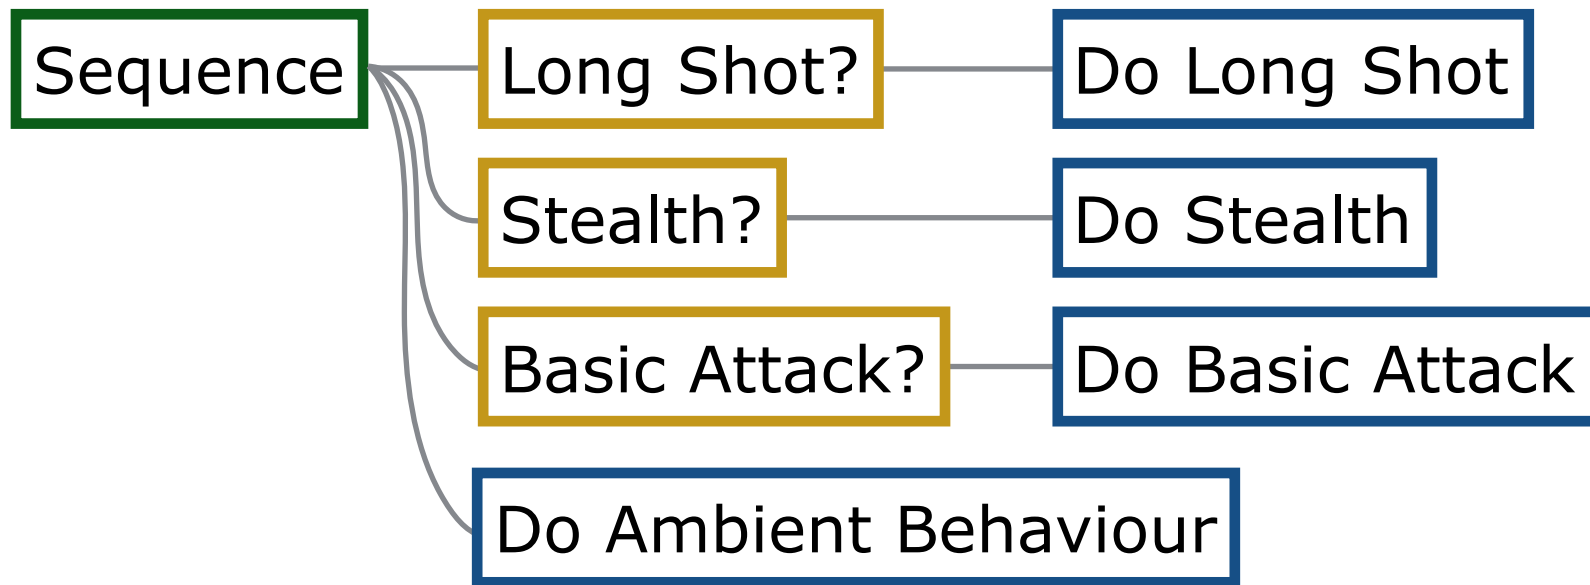 Sequence
Long Shot?
Do Long Shot
Stealth?
Do Stealth
Basic Attack?
Do Basic Attack
Do Ambient Behaviour